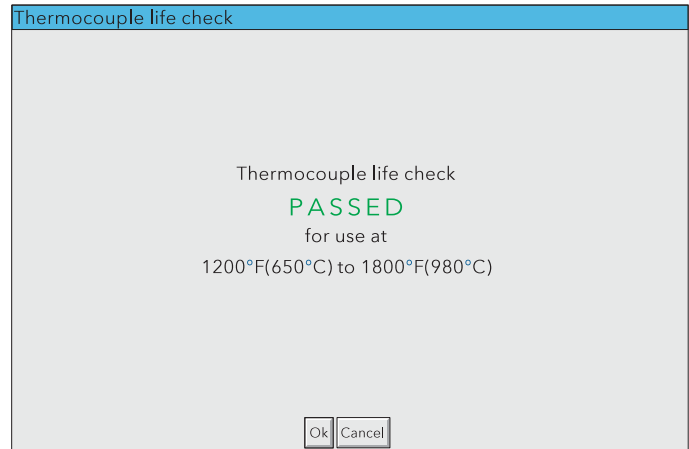 Thermocouple life check
Thermocouple life check
PASSED
for use at
1200°F(650°C) to 1800°F(980°C)
Ok Cancel